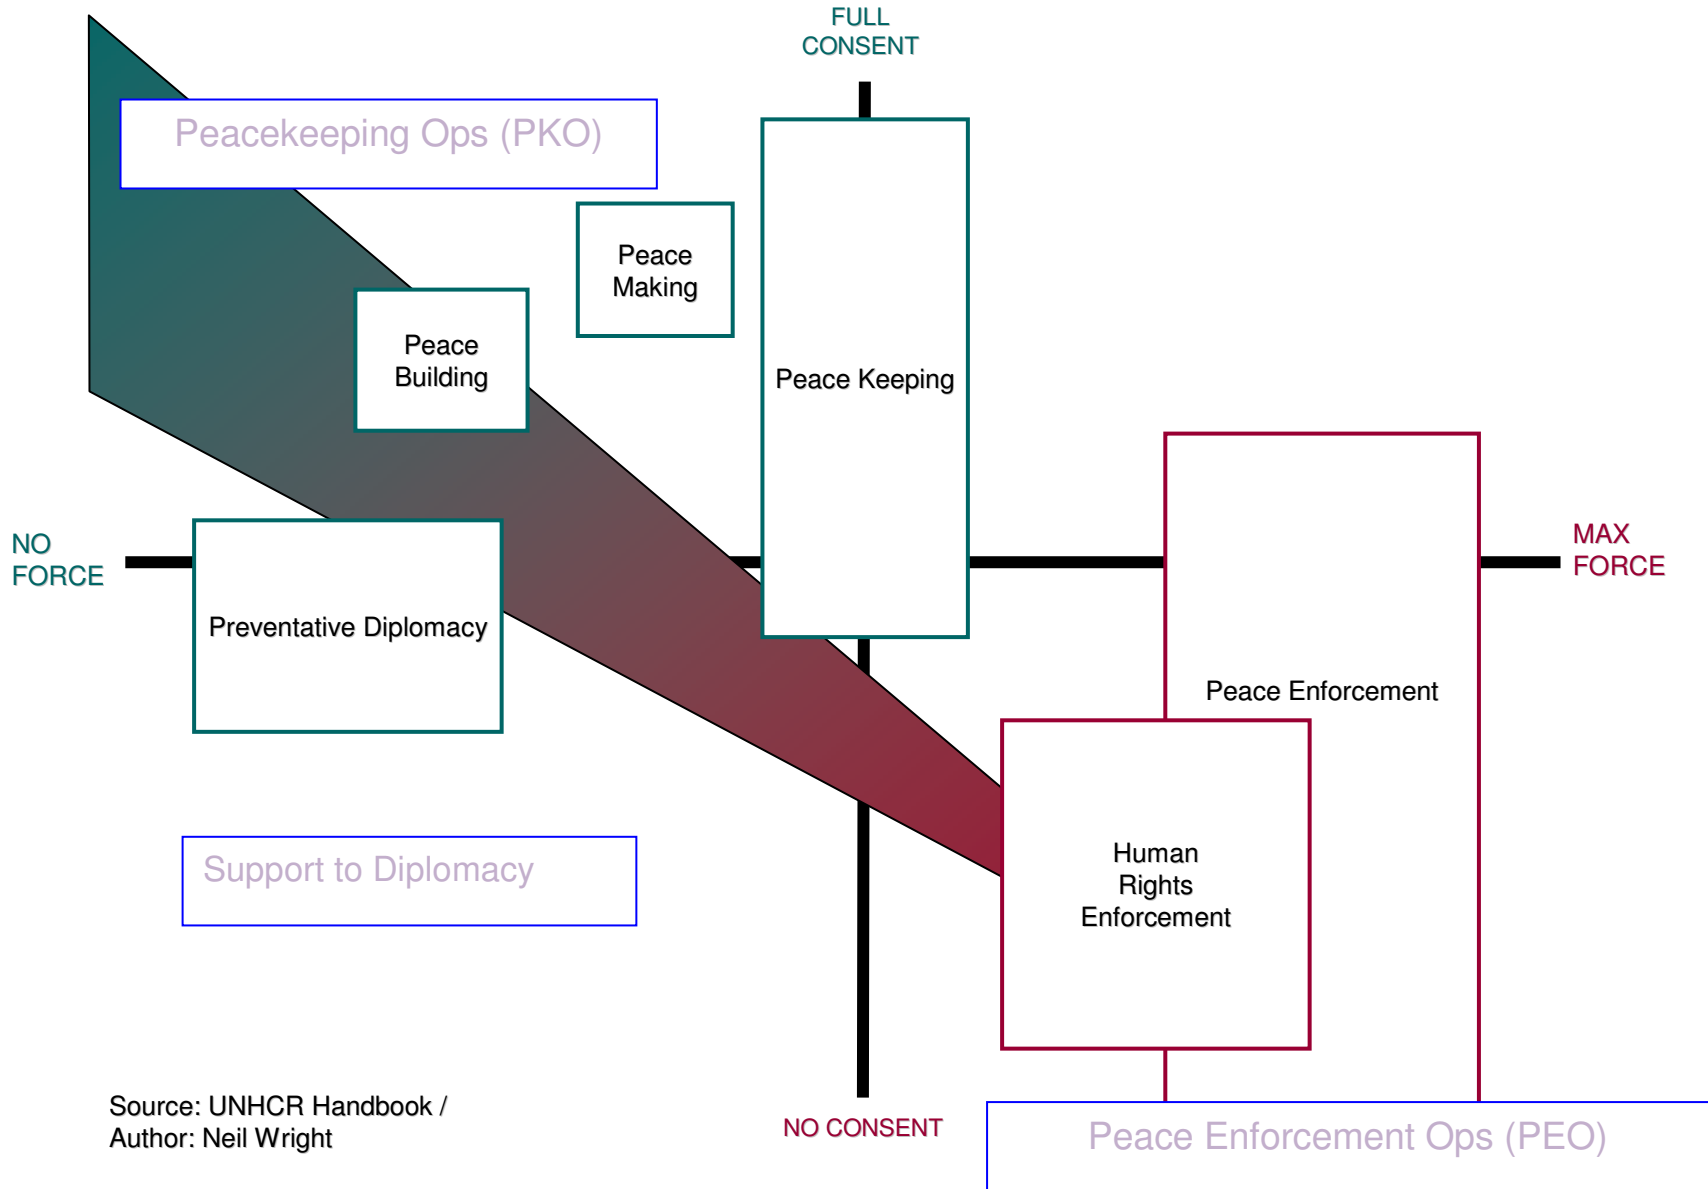 FULL
CONSENT
Peacekeeping Ops (PKO)
Peace
Making
Peace
Building
Peace Keeping
NO
FORCE
MAX
FORCE
Preventative Diplomacy
Peace Enforcement
Support to Diplomacy
Human
Rights
Enforcement
Source: UNHCR Handbook /
Author: Neil Wright
NO CONSENT
Peace Enforcement Ops (PEO)